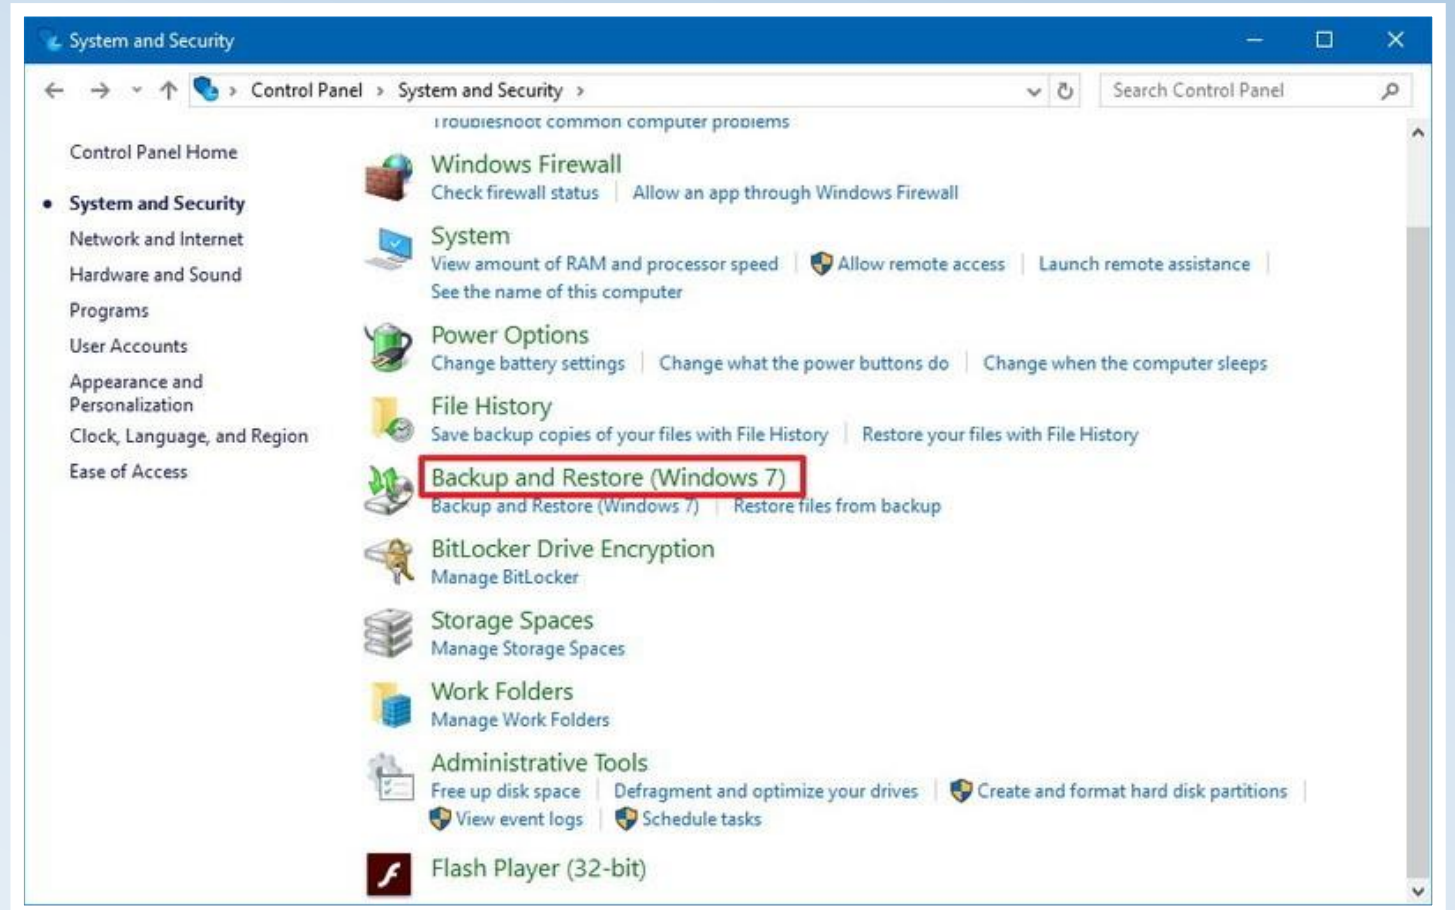 System and Security
Control Panel > System and Security >
Search Control Panel
Control Panel Home
System and Security
Network and Internet
Hardware and Sound
Programs
User Accounts
Appearance and
Personalization
Clock, Language, and Region
Ease of Access
Troubleshoot common computer problems
Windows Firewall
Check firewall status | Allow an app through Windows Firewall
System
View amount of RAM and processor speed | Allow remote access | Launch remote assistance |
See the name of this computer
Power Options
Change battery settings | Change what the power buttons do | Change when the computer sleeps
File History
Save backup copies of your files with File History | Restore your files with File History
Backup and Restore (Windows 7)
Backup and Restore (Windows 7) | Restore files from backup
BitLocker Drive Encryption
Manage BitLocker
Storage Spaces
Manage Storage Spaces
Work Folders
Manage Work Folders
Administrative Tools
Free up disk space | Defragment and optimize your drives | Create and format hard disk partitions |
View event logs | Schedule tasks
Flash Player (32-bit)